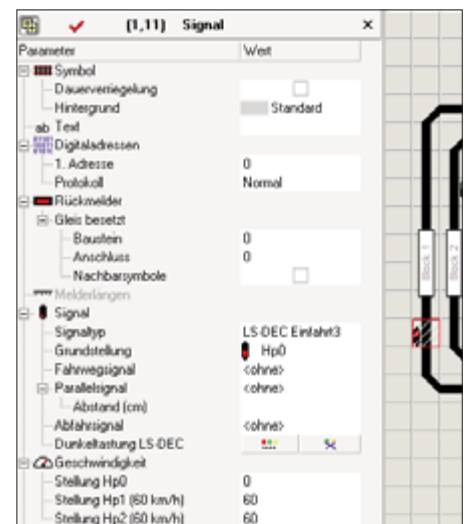 (1,11) Signal
Parameter Wert
Symbol
Dauerverriegelung
Hintergrund Standard
ab Text
Digitaladressen
1. Adresse 0
Protokoll Normal
Rückmelder
Gleis besetzt
Baustein 0
Anschluss 0
Nachbarsymbole
Melderlängen
Signal
Signaltyp LS-DEC Einfahrt3
Grundstellung Hp0
Fahrwegsignal <ohne>
Parallelsignal <ohne>
Abstand (cm)
Abfahrsignal <ohne>
Dunkeltastung LS-DEC
Geschwindigkeit
Stellung Hp0 0
Stellung Hp1 (60 km/h) 60
Stellung Hp2 (60 km/h) 60
Block 1
Block 2